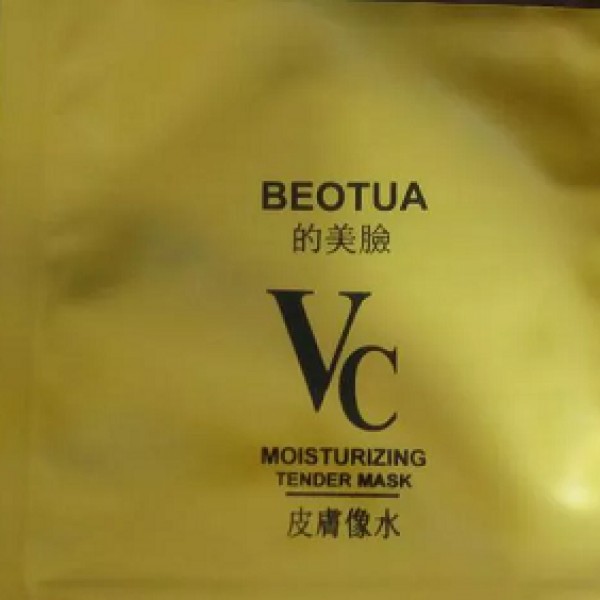 BEOTUA
的美臉
VC
MOISTURIZING
TENDER MASK
皮膚像水